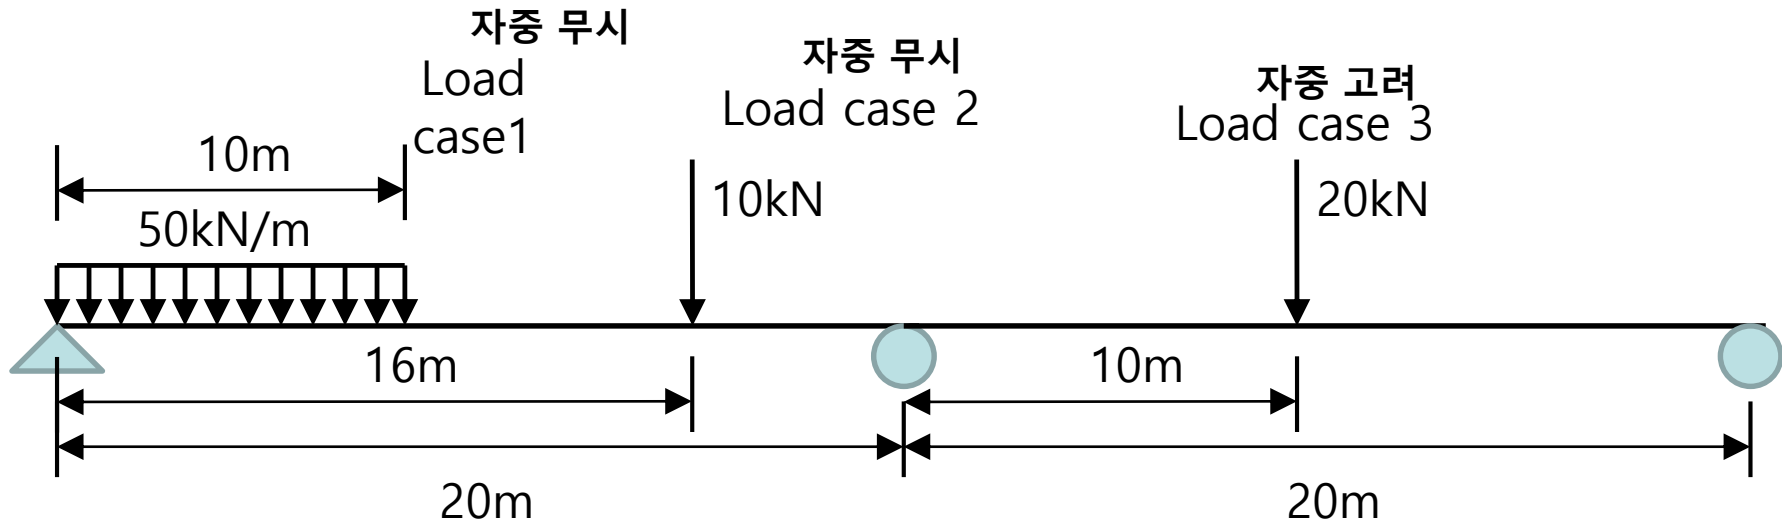 자중 무시
Load
case1
자중 무시
Load case 2
자중 고려
Load case 3
10m
50kN/m
10kN
20kN
16m
10m
20m
20m